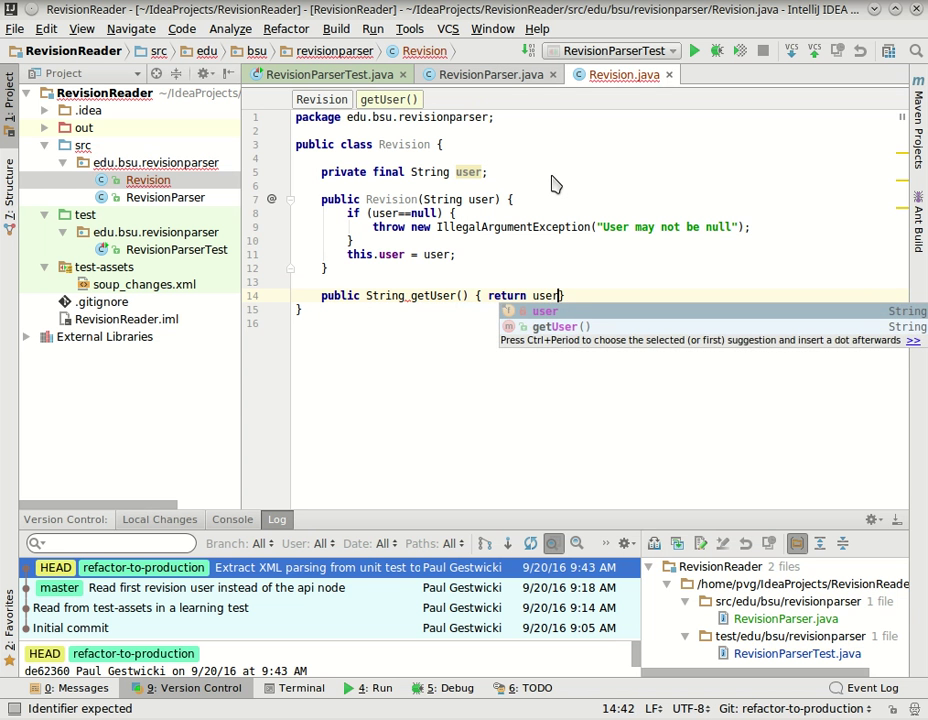 RevisionReader - [~/IdeaProjects/RevisionReader] - [RevisionReader] - ~/IdeaProjects/RevisionReader/src/edu/bsu/revisionparser/Revision.java - IntelliJ IDEA ...
File Edit View Navigate Code Analyze Refactor Build Run Tools VCS Window Help
RevisionReader src edu bsu revisionparser Revision RevisionParserTest VCS VCS
Project RevisionParserTest.java RevisionParser.java Revision.java
1: Project
7: Structure
2: Favorites
Maven Projects
Ant Build
RevisionReader ~/IdeaProjects/
.idea
out
src
edu.bsu.revisionparser
Revision
RevisionParser
test
edu.bsu.revisionparser
RevisionParserTest
test-assets
soup_changes.xml
.gitignore
RevisionReader.iml
External Libraries
Revision getUser()
1 package edu.bsu.revisionparser;
2
3 public class Revision {
4
5 private final String user;
6
7 @ public Revision(String user) {
8 if (user==null) {
9 throw new IllegalArgumentException("User may not be null");
10 }
11 this.user = user;
12 }
13
14 public String getUser() { return user}
15 }
16
f user String
m getUser() String
Press Ctrl+Period to choose the selected (or first) suggestion and insert a dot afterwards >>
Version Control: Local Changes Console Log
Branch: All User: All Date: All Paths: All >>
HEAD refactor-to-production Extract XML parsing from unit test to Paul Gestwicki 9/20/16 9:43 AM
master Read first revision user instead of the api node Paul Gestwicki 9/20/16 9:18 AM
Read from test-assets in a learning test Paul Gestwicki 9/20/16 9:14 AM
Initial commit Paul Gestwicki 9/20/16 9:05 AM
HEAD refactor-to-production
de62360 Paul Gestwicki on 9/20/16 at 9:43 AM
RevisionReader 2 files
/home/pvg/IdeaProjects/RevisionReade
src/edu/bsu/revisionparser 1 file
RevisionParser.java
test/edu/bsu/revisionparser 1 file
RevisionParserTest.java
0: Messages 9: Version Control Terminal 4: Run 5: Debug 6: TODO Event Log
Identifier expected 14:42 LF UTF-8 Git: refactor-to-production